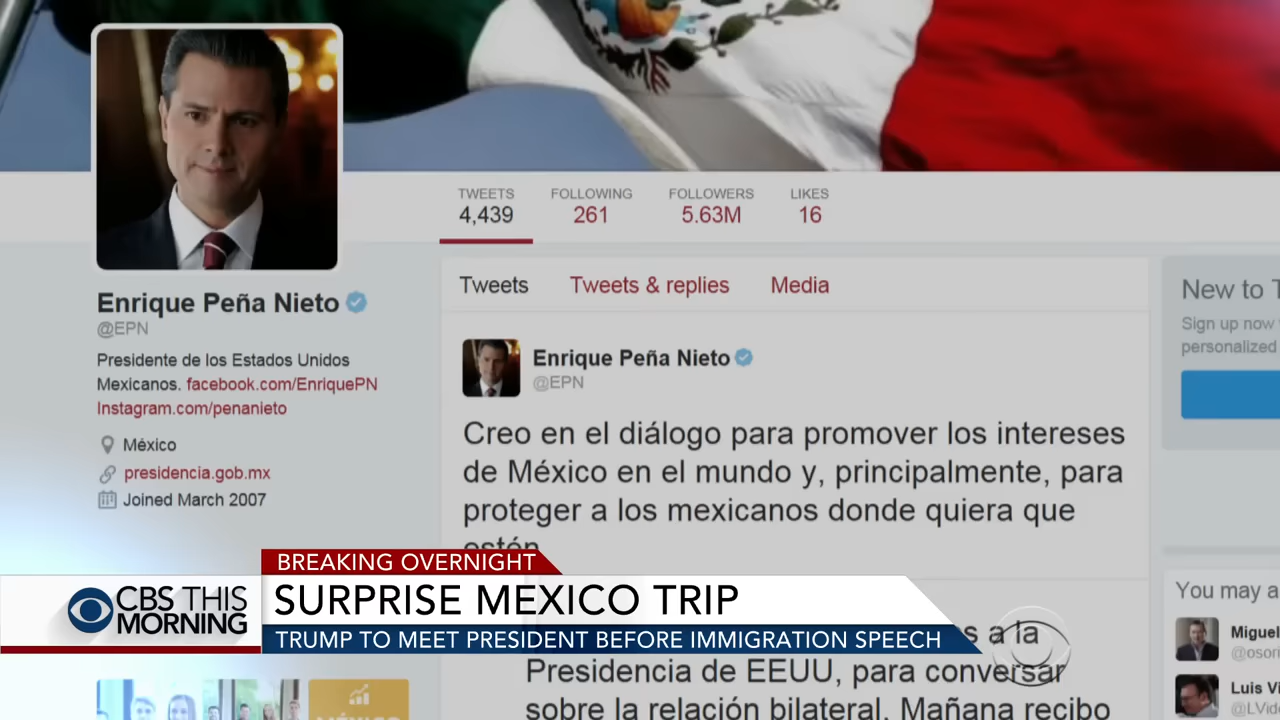 TWEETS FOLLOWING FOLLOWERS LIKES
4,439 261 5.63M 16
Enrique Peña Nieto
@EPN
Presidente de los Estados Unidos
Mexicanos. facebook.com/EnriquePN
Instagram.com/penanieto
México
presidencia.gob.mx
Joined March 2007
Tweets Tweets & replies Media
Enrique Peña Nieto
@EPN
Creo en el diálogo para promover los intereses
de México en el mundo y, principalmente, para
proteger a los mexicanos donde quiera que
estén
a la
Presidencia de EEUU, para conversar
sobre la relación bilateral. Mañana recibo
New to
Sign up now
personalized
You may a
Miguel
@osori
Luis Vi
@LVide
MÉXICO
BREAKING OVERNIGHT
CBS THIS
MORNING
SURPRISE MEXICO TRIP
TRUMP TO MEET PRESIDENT BEFORE IMMIGRATION SPEECH